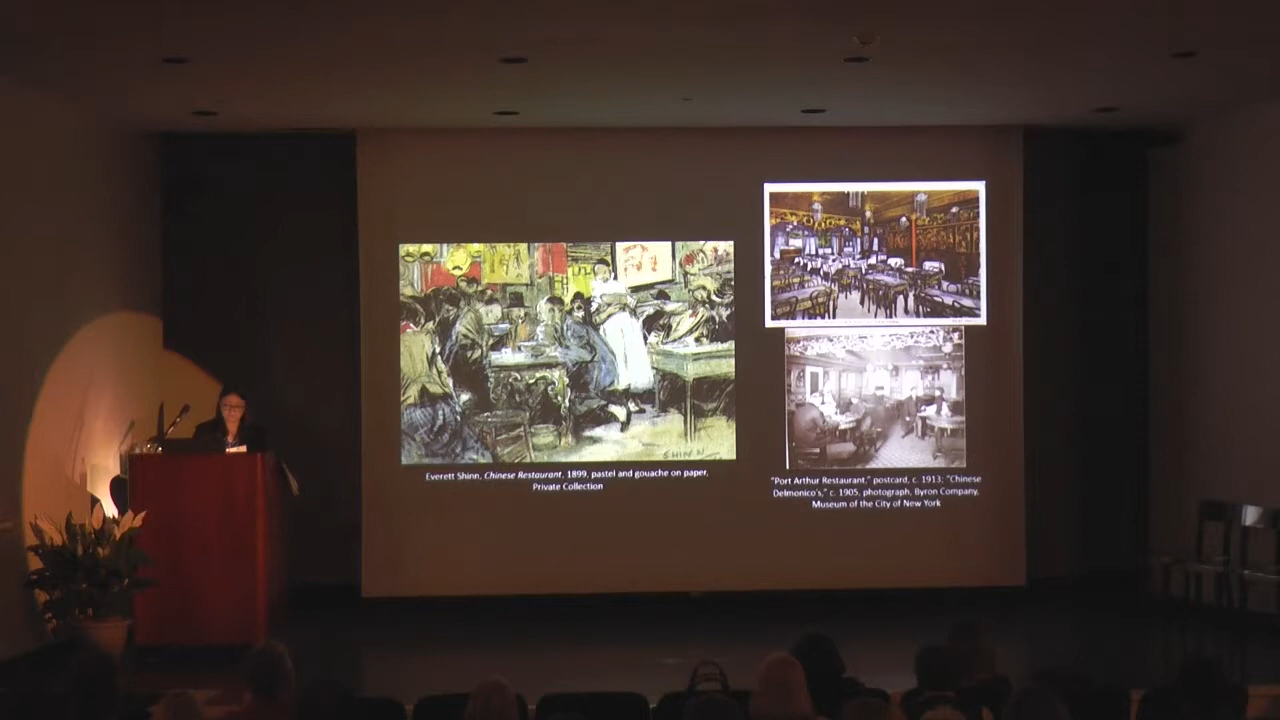 SHINN
Everett Shinn, Chinese Restaurant, 1899, pastel and gouache on paper,
Private Collection
"Port Arthur Restaurant," postcard, c. 1913; "Chinese
Delmonico's," c. 1905, photograph, Byron Company,
Museum of the City of New York